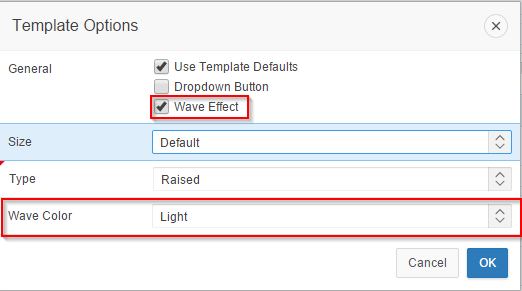 Template Options
General
Use Template Defaults
Dropdown Button
Wave Effect
Size
Default
Type
Raised
Wave Color
Light
Cancel
OK